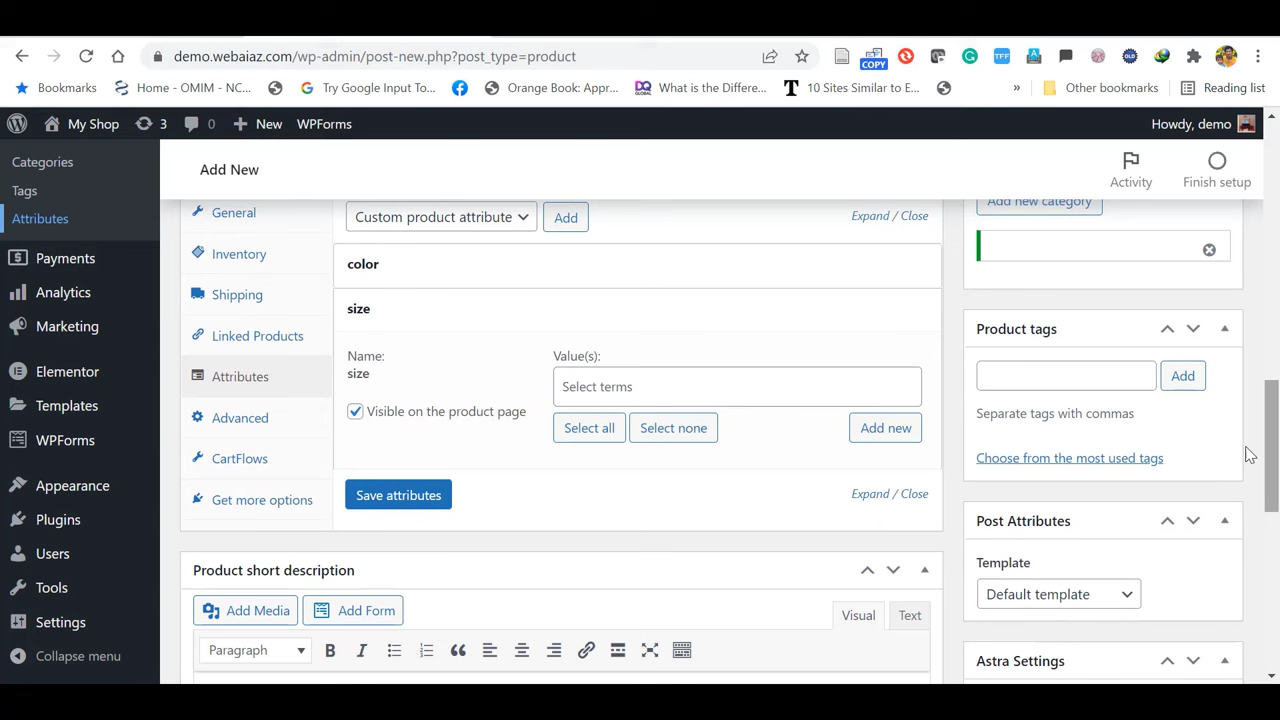 demo.webaiaz.com/wp-admin/post-new.php?post_type=product
COPY
TFF
OLD
Bookmarks
Home - OMIM - NC...
Try Google Input To...
Orange Book: Appr...
DQ GLOBAL
What is the Differe...
T
10 Sites Similar to E...
»
Other bookmarks
Reading list
My Shop
3
0
New
WPForms
Howdy, demo
Categories
Tags
Attributes
Payments
Analytics
Marketing
Elementor
Templates
WPForms
Appearance
Plugins
Users
Tools
Settings
Collapse menu
Add New
Activity
Finish setup
General
Inventory
Shipping
Linked Products
Attributes
Advanced
CartFlows
Get more options
Custom product attribute
Add
Expand / Close
color
size
Name:
size
Visible on the product page
Value(s):
Select terms
Select all
Select none
Add new
Save attributes
Expand / Close
Product short description
Add Media
Add Form
Visual
Text
Paragraph
B
I
Add new category
Product tags
Add
Separate tags with commas
Choose from the most used tags
Post Attributes
Template
Default template
Astra Settings